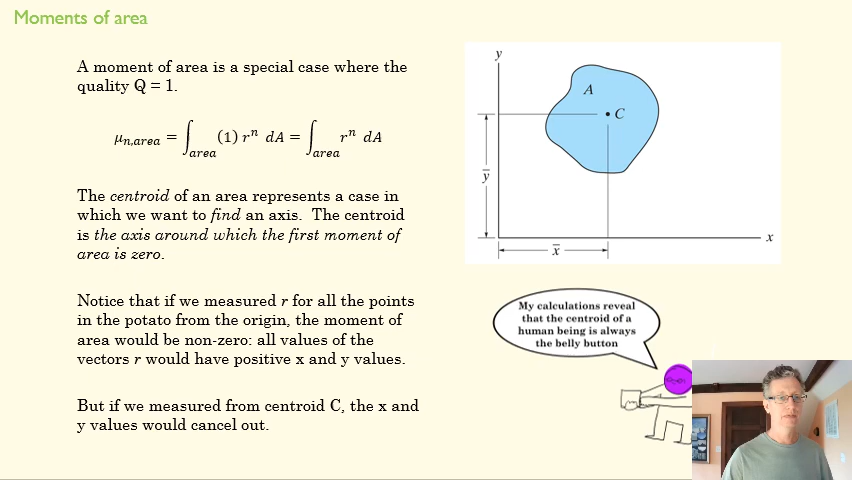 Moments of area
A moment of area is a special case where the
quality Q = 1.
μn,area = ∫area (1) rⁿ dA = ∫area rⁿ dA
The centroid of an area represents a case in
which we want to find an axis. The centroid
is the axis around which the first moment of
area is zero.
Notice that if we measured r for all the points
in the potato from the origin, the moment of
area would be non-zero: all values of the
vectors r would have positive x and y values.
But if we measured from centroid C, the x and
y values would cancel out.
y
A
C
y̅
x
x̅
My calculations reveal
that the centroid of a
human being is always
the belly button